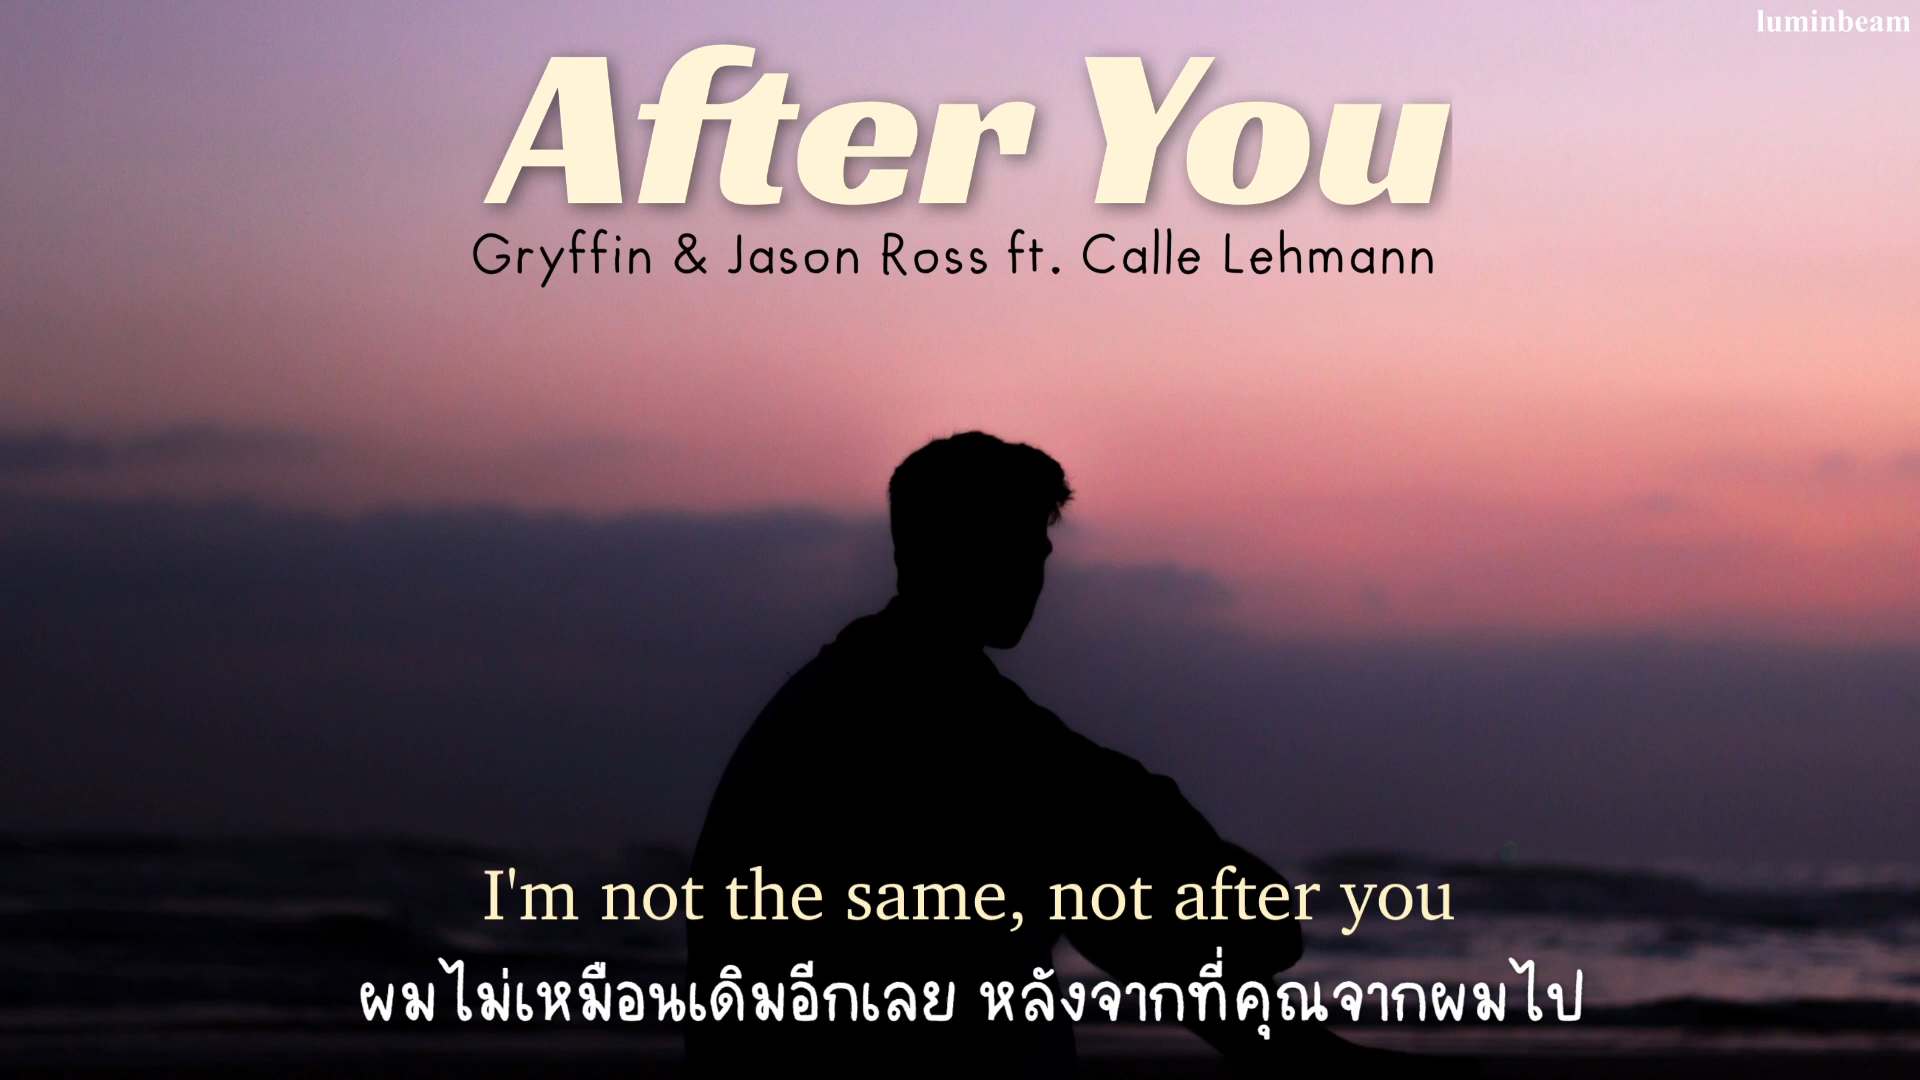 luminbeam
After You
Gryffin & Jason Ross ft. Calle Lehmann
I'm not the same, not after you
ผมไม่เหมือนเดิมอีกเลย หลังจากที่คุณจากผมไป